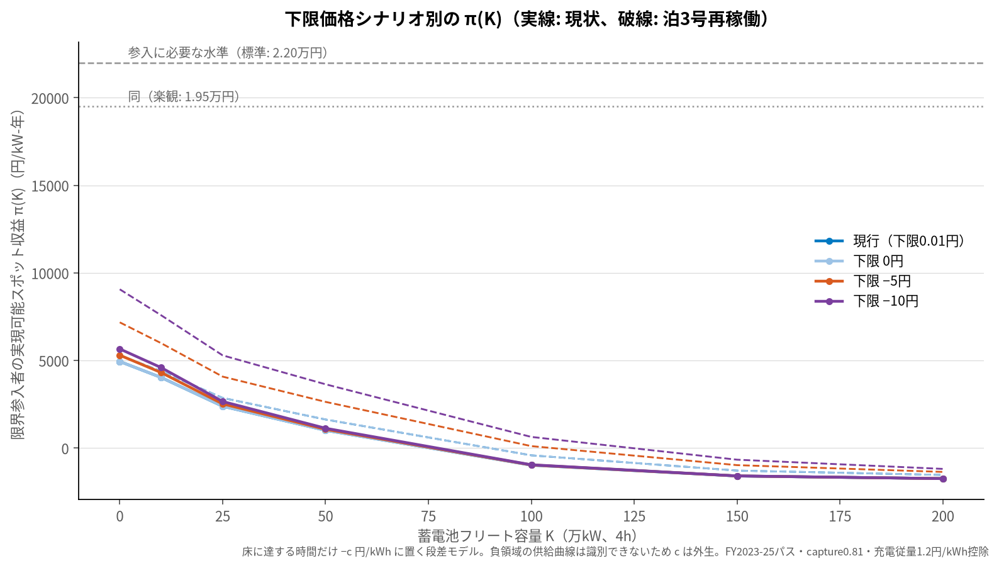 下限価格シナリオ別の π(K)（実線: 現状、破線: 泊3号再稼働）
参入に必要な水準（標準: 2.20万円）
同（楽観: 1.95万円）
限界参入者の実現可能スポット収益 π(K)（円/kW-年）
20000
15000
10000
5000
0
現行（下限0.01円）
下限 0円
下限 −5円
下限 −10円
0 25 50 75 100 125 150 175 200
蓄電池フリート容量 K（万kW、4h）
床に達する時間だけ −c 円/kWh に置く段差モデル。負領域の供給曲線は識別できないため c は外生。FY2023-25パス・capture0.81・充電従量1.2円/kWh控除